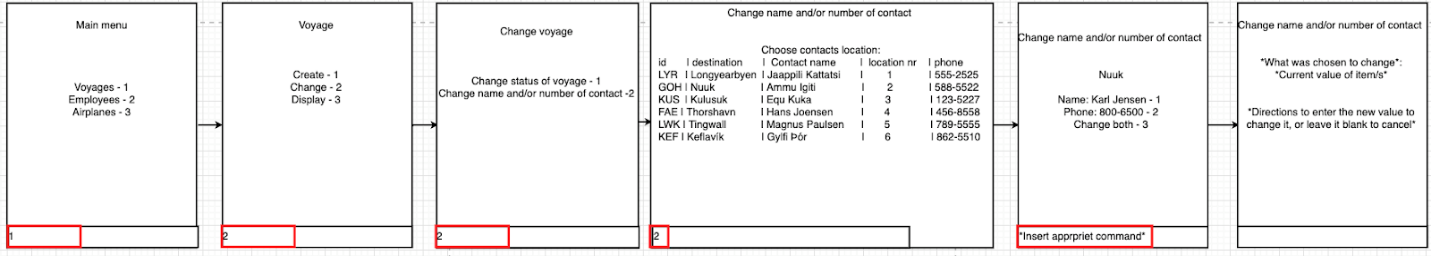 Main menu
Voyages - 1
Employees - 2
Airplanes - 3
1
Voyage
Create - 1
Change - 2
Display - 3
2
Change voyage
Change status of voyage - 1
Change name and/or number of contact -2
2
Change name and/or number of contact
Choose contacts location:
id l destination l Contact name l location nr l phone
LYR l Longyearbyen l Jaappili Kattatsi l 1 l 555-2525
GOH l Nuuk l Ammu Igiti l 2 l 588-5522
KUS l Kulusuk l Equ Kuka l 3 l 123-5227
FAE l Thorshavn l Hans Joensen l 4 l 456-8558
LWK l Tingwall l Magnus Paulsen l 5 l 789-5555
KEF l Keflavík l Gylfi Þór l 6 l 862-5510
2
Change name and/or number of contact
Nuuk
Name: Karl Jensen - 1
Phone: 800-6500 - 2
Change both - 3
*Insert apprpriet command*
Change name and/or number of contact
*What was chosen to change*:
*Current value of item/s*
*Directions to enter the new value to
change it, or leave it blank to cancel*